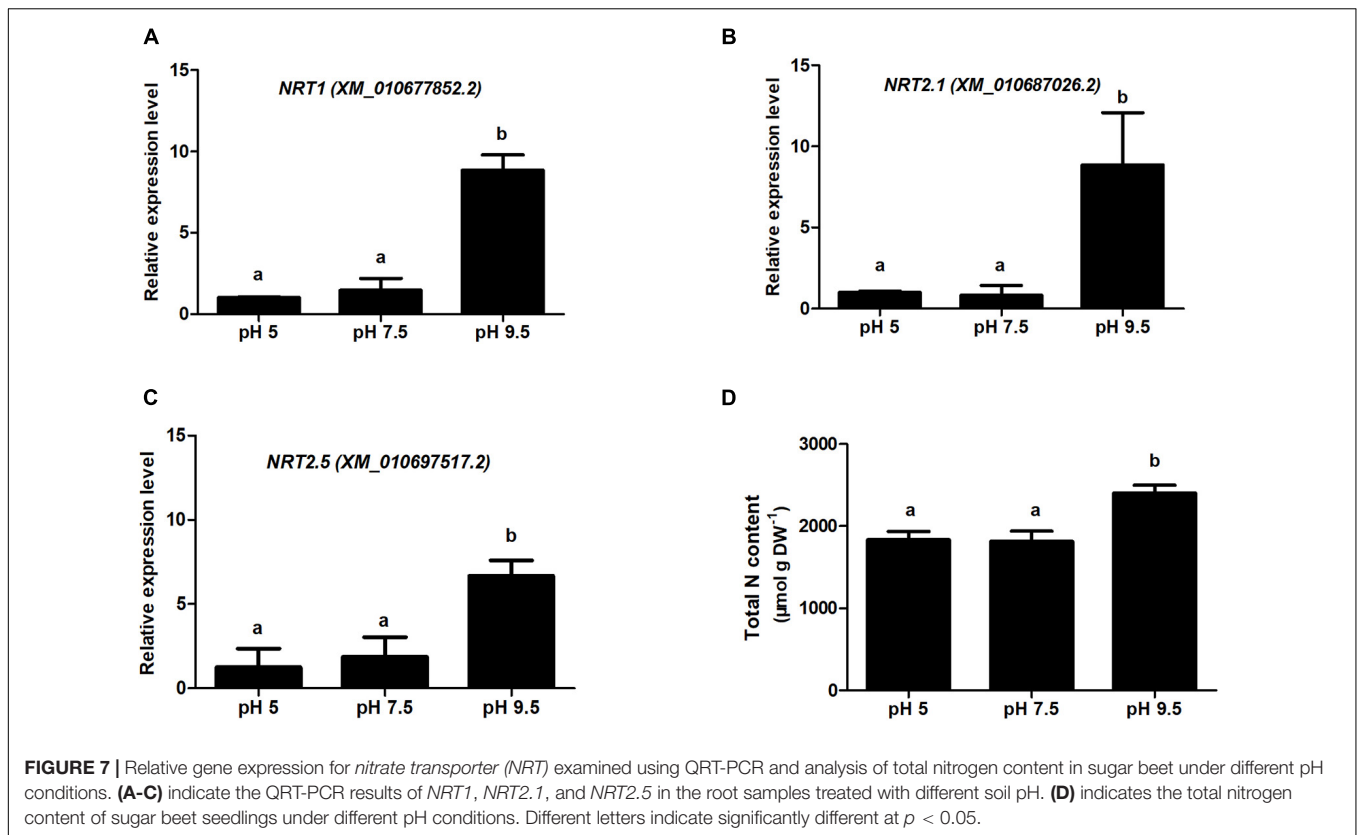 A
15
10
5
0
Relative expression level
NRT1 (XM_010677852.2)
a
a
b
pH 5
pH 7.5
pH 9.5
B
15
10
5
0
Relative expression level
NRT2.1 (XM_010687026.2)
a
a
b
pH 5
pH 7.5
pH 9.5
C
15
10
5
0
Relative expression level
NRT2.5 (XM_010697517.2)
a
a
b
pH 5
pH 7.5
pH 9.5
D
3000
2000
1000
0
Total N content
(µmol g DW⁻¹)
a
a
b
pH 5
pH 7.5
pH 9.5
FIGURE 7 | Relative gene expression for nitrate transporter (NRT) examined using QRT-PCR and analysis of total nitrogen content in sugar beet under different pH
conditions. (A-C) indicate the QRT-PCR results of NRT1, NRT2.1, and NRT2.5 in the root samples treated with different soil pH. (D) indicates the total nitrogen
content of sugar beet seedlings under different pH conditions. Different letters indicate significantly different at p < 0.05.